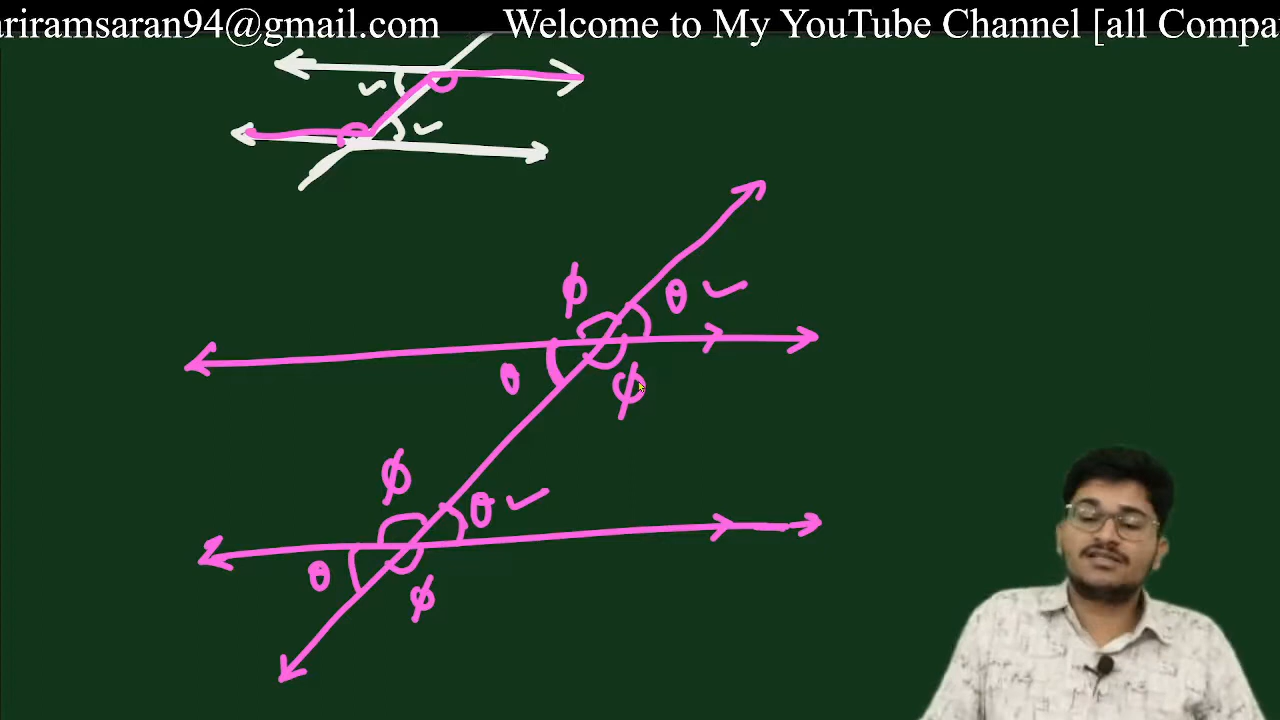 ariramsaran94@gmail.com Welcome to My YouTube Channel [all Compa
ϕ θ
θ ϕ
ϕ θ
θ ϕ